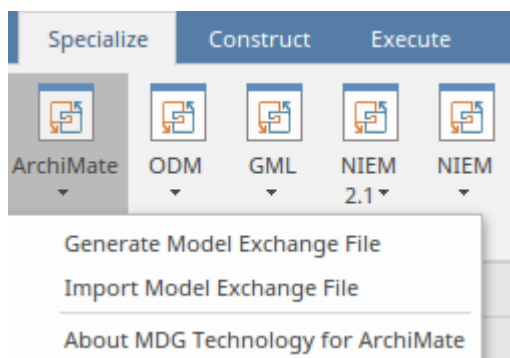 Specialize Construct Execute
ArchiMate ODM GML NIEM NIEM
2.1
Generate Model Exchange File
Import Model Exchange File
About MDG Technology for ArchiMate